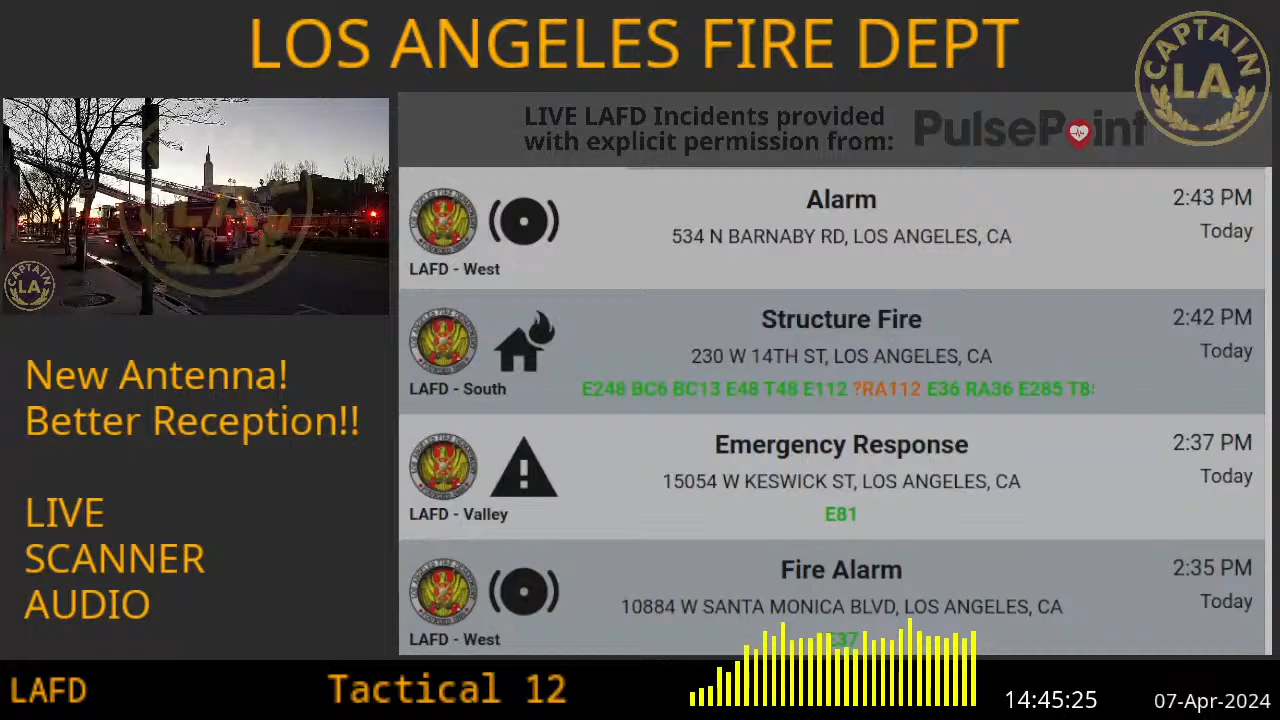 LOS ANGELES FIRE DEPT
CAPTAIN
LA
LIVE LAFD Incidents provided
with explicit permission from:
PulsePoint
Alarm
2:43 PM
534 N BARNABY RD, LOS ANGELES, CA
Today
LAFD - West
Structure Fire
2:42 PM
230 W 14TH ST, LOS ANGELES, CA
Today
LAFD - South
E248 BC6 BC13 E48 T48 E112 ?RA112 E36 RA36 E285
Emergency Response
2:37 PM
15054 W KESWICK ST, LOS ANGELES, CA
Today
LAFD - Valley
E81
Fire Alarm
2:35 PM
10884 W SANTA MONICA BLVD, LOS ANGELES, CA
Today
LAFD - West
E37
LA
CAPTAIN
LA
New Antenna!
Better Reception!!
LIVE
SCANNER
AUDIO
LAFD
Tactical 12
14:45:25
07-Apr-2024